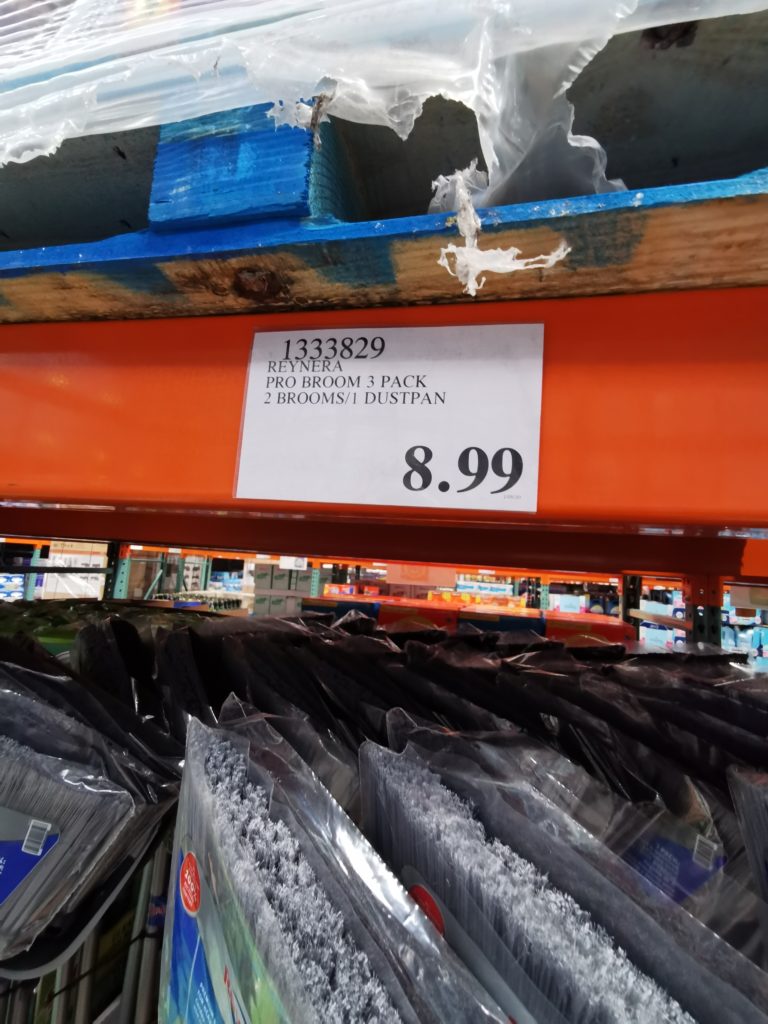 1333829
REYNERA
PRO BROOM 3 PACK
2 BROOMS/1 DUSTPAN
8.99